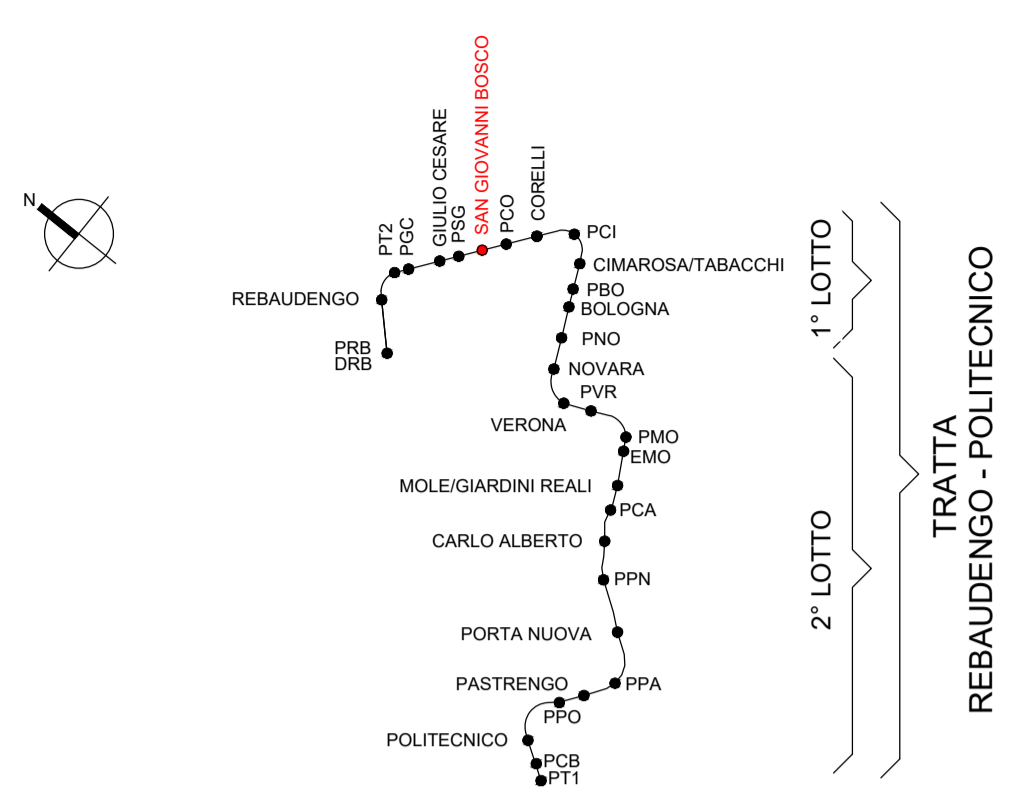 N
SAN GIOVANNI BOSCO
GIULIO CESARE
CORELLI
PT2
PGC
PSG
PCO
PCI
CIMAROSA/TABACCHI
REBAUDENGO
PBO
BOLOGNA
PRB
DRB
PNO
NOVARA
PVR
VERONA
PMO
EMO
MOLE/GIARDINI REALI
PCA
CARLO ALBERTO
PPN
PORTA NUOVA
PASTRENGO
PPA
PPO
POLITECNICO
PCB
PT1
1° LOTTO
2° LOTTO
TRATTA
REBAUDENGO - POLITECNICO